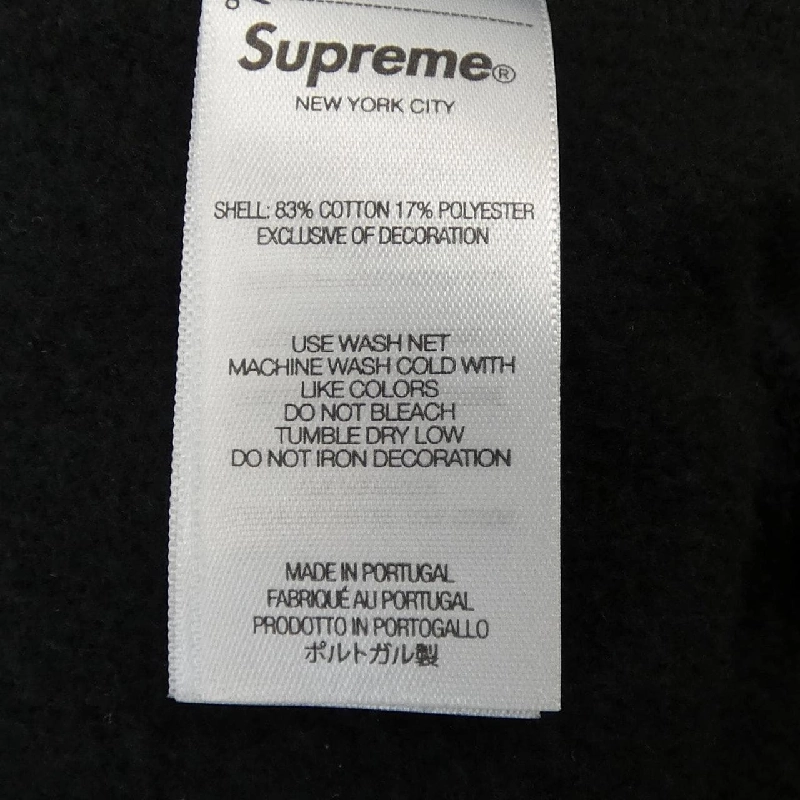 Supreme®
NEW YORK CITY
SHELL: 83% COTTON 17% POLYESTER
EXCLUSIVE OF DECORATION
USE WASH NET
MACHINE WASH COLD WITH
LIKE COLORS
DO NOT BLEACH
TUMBLE DRY LOW
DO NOT IRON DECORATION
MADE IN PORTUGAL
FABRIQUÉ AU PORTUGAL
PRODOTTO IN PORTOGALLO
ポルトガル製